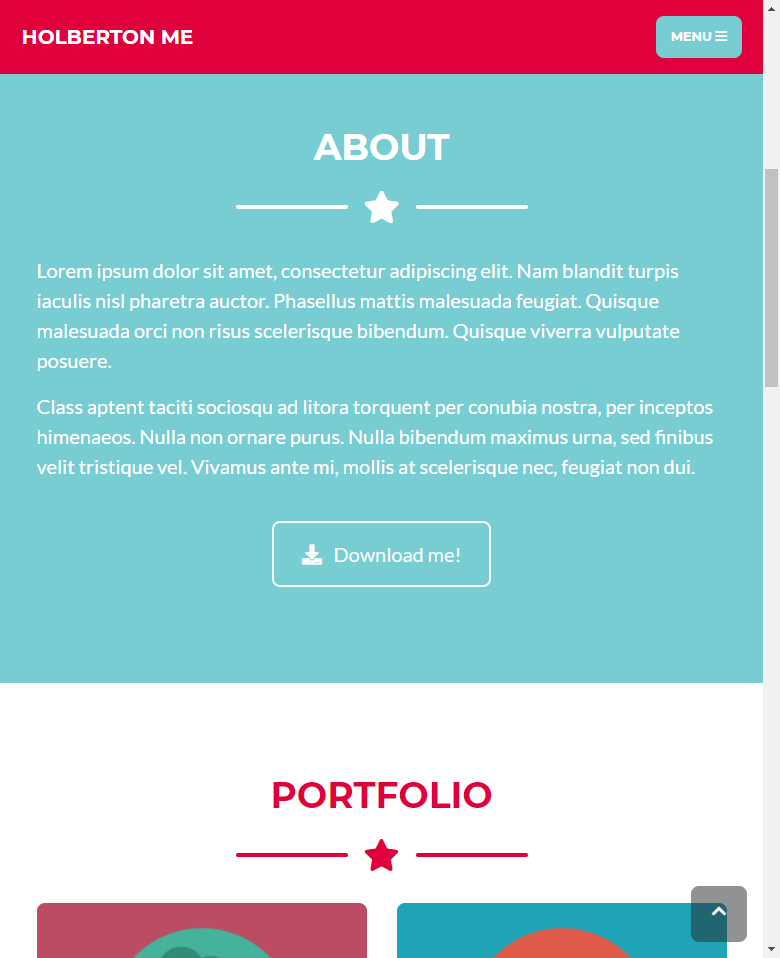 HOLBERTON ME
MENU
ABOUT
Lorem ipsum dolor sit amet, consectetur adipiscing elit. Nam blandit turpis
iaculis nisl pharetra auctor. Phasellus mattis malesuada feugiat. Quisque
malesuada orci non risus scelerisque bibendum. Quisque viverra vulputate
posuere.
Class aptent taciti sociosqu ad litora torquent per conubia nostra, per inceptos
himenaeos. Nulla non ornare purus. Nulla bibendum maximus urna, sed finibus
velit tristique vel. Vivamus ante mi, mollis at scelerisque nec, feugiat non dui.
Download me!
PORTFOLIO